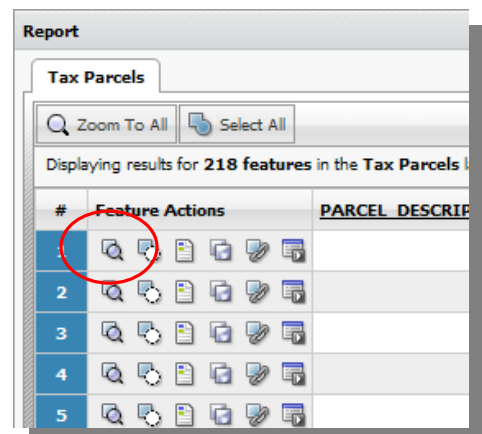 Report
Tax Parcels
Zoom To All Select All
Displaying results for 218 features in the Tax Parcels
# Feature Actions PARCEL_DESCRIP
1
2
3
4
5